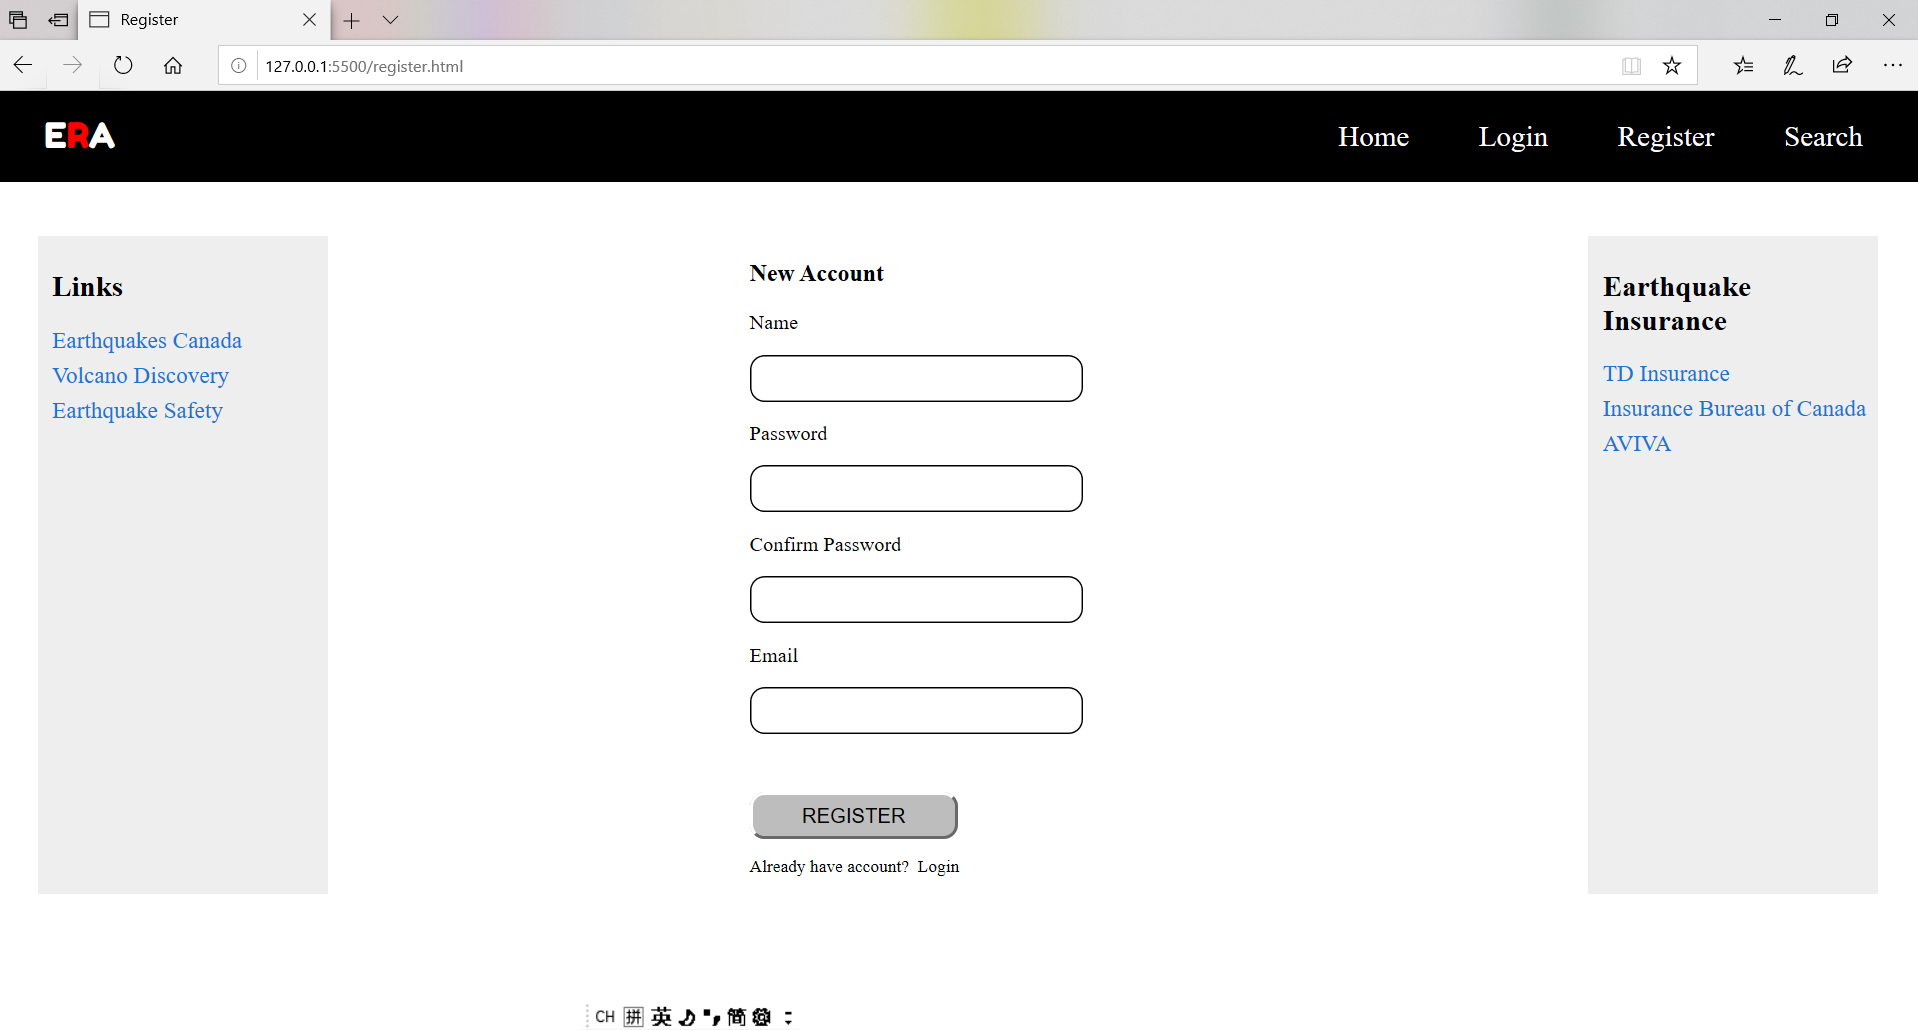 Register
127.0.0.1:5500/register.html
ERA
Home Login Register Search
Links
Earthquakes Canada
Volcano Discovery
Earthquake Safety
New Account
Name
Password
Confirm Password
Email
REGISTER
Already have account? Login
Earthquake
Insurance
TD Insurance
Insurance Bureau of Canada
AVIVA
CH 拼 英 简